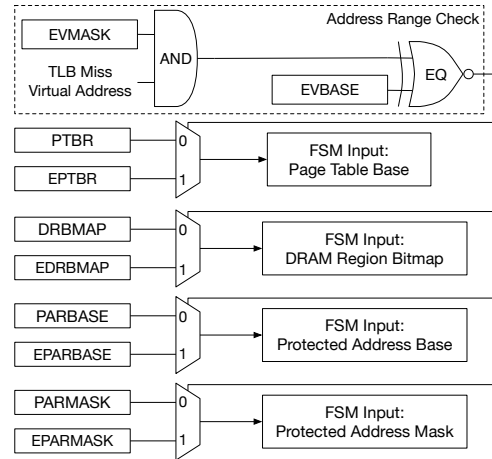 Address Range Check
EVMASK
AND
TLB Miss
Virtual Address
EQ
EVBASE
PTBR
0
EPTBR
1
FSM Input:
Page Table Base
DRBMAP
0
EDRBMAP
1
FSM Input:
DRAM Region Bitmap
PARBASE
0
EPARBASE
1
FSM Input:
Protected Address Base
PARMASK
0
EPARMASK
1
FSM Input:
Protected Address Mask